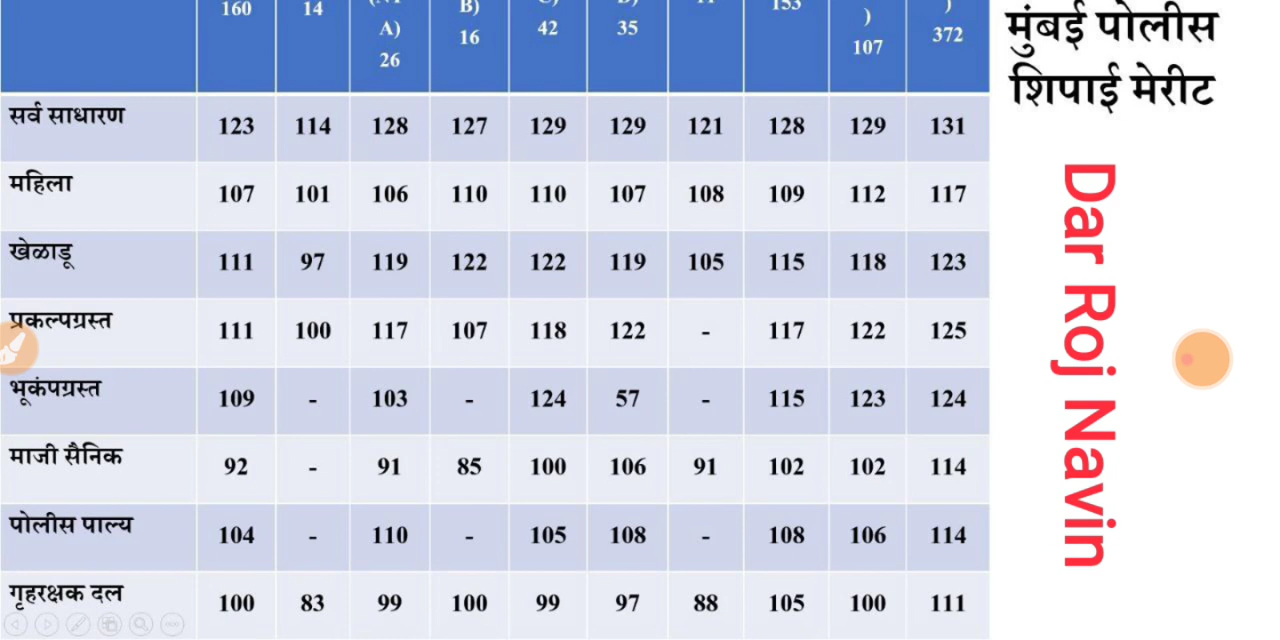 160 14 A) 26 B) 16 42 35 153 ) 107 ) 372
सर्व साधारण 123 114 128 127 129 129 121 128 129 131
महिला 107 101 106 110 110 107 108 109 112 117
खेळाडू 111 97 119 122 122 119 105 115 118 123
प्रकल्पग्रस्त 111 100 117 107 118 122 - 117 122 125
भूकंपग्रस्त 109 - 103 - 124 57 - 115 123 124
माजी सैनिक 92 - 91 85 100 106 91 102 102 114
पोलीस पाल्य 104 - 110 - 105 108 - 108 106 114
गृहरक्षक दल 100 83 99 100 99 97 88 105 100 111
मुंबई पोलीस
शिपाई मेरीट
Dar Roj Navin